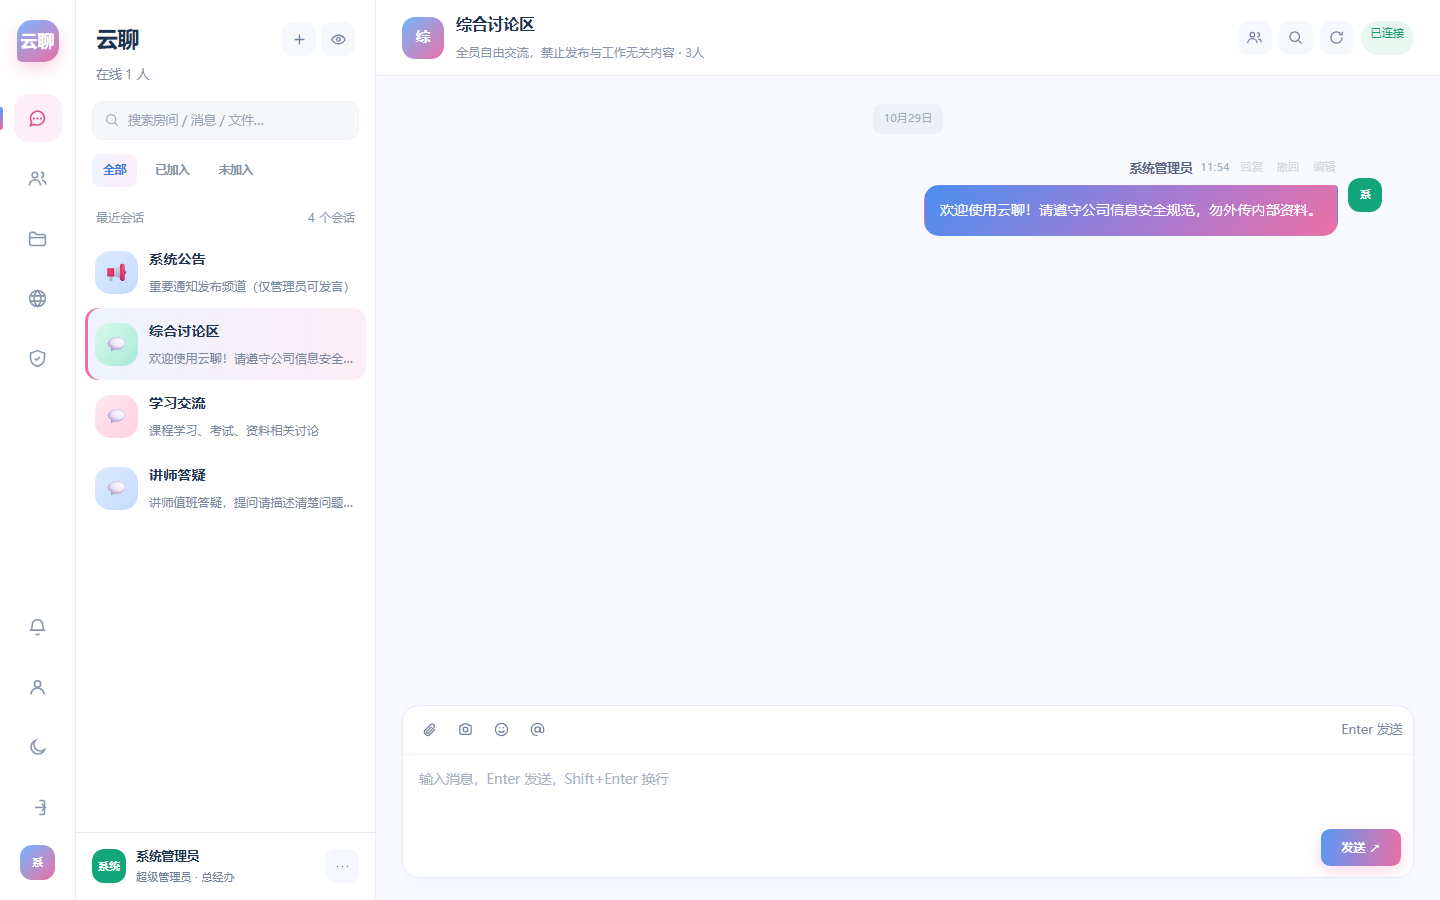 云聊
云聊
在线 1 人
搜索房间 / 消息 / 文件...
全部
已加入
未加入
最近会话
4 个会话
系统公告
重要通知发布频道（仅管理员可发言）
综合讨论区
欢迎使用云聊！请遵守公司信息安全...
学习交流
课程学习、考试、资料相关讨论
讲师答疑
讲师值班答疑，提问请描述清楚问题...
系
系统
系统管理员
超级管理员 · 总经办
···
综
综合讨论区
全员自由交流，禁止发布与工作无关内容 · 3人
已连接
10月29日
系统管理员 11:54 回复 撤回 编辑
欢迎使用云聊！请遵守公司信息安全规范，勿外传内部资料。
系
Enter 发送
输入消息，Enter 发送，Shift+Enter 换行
发送 ↗